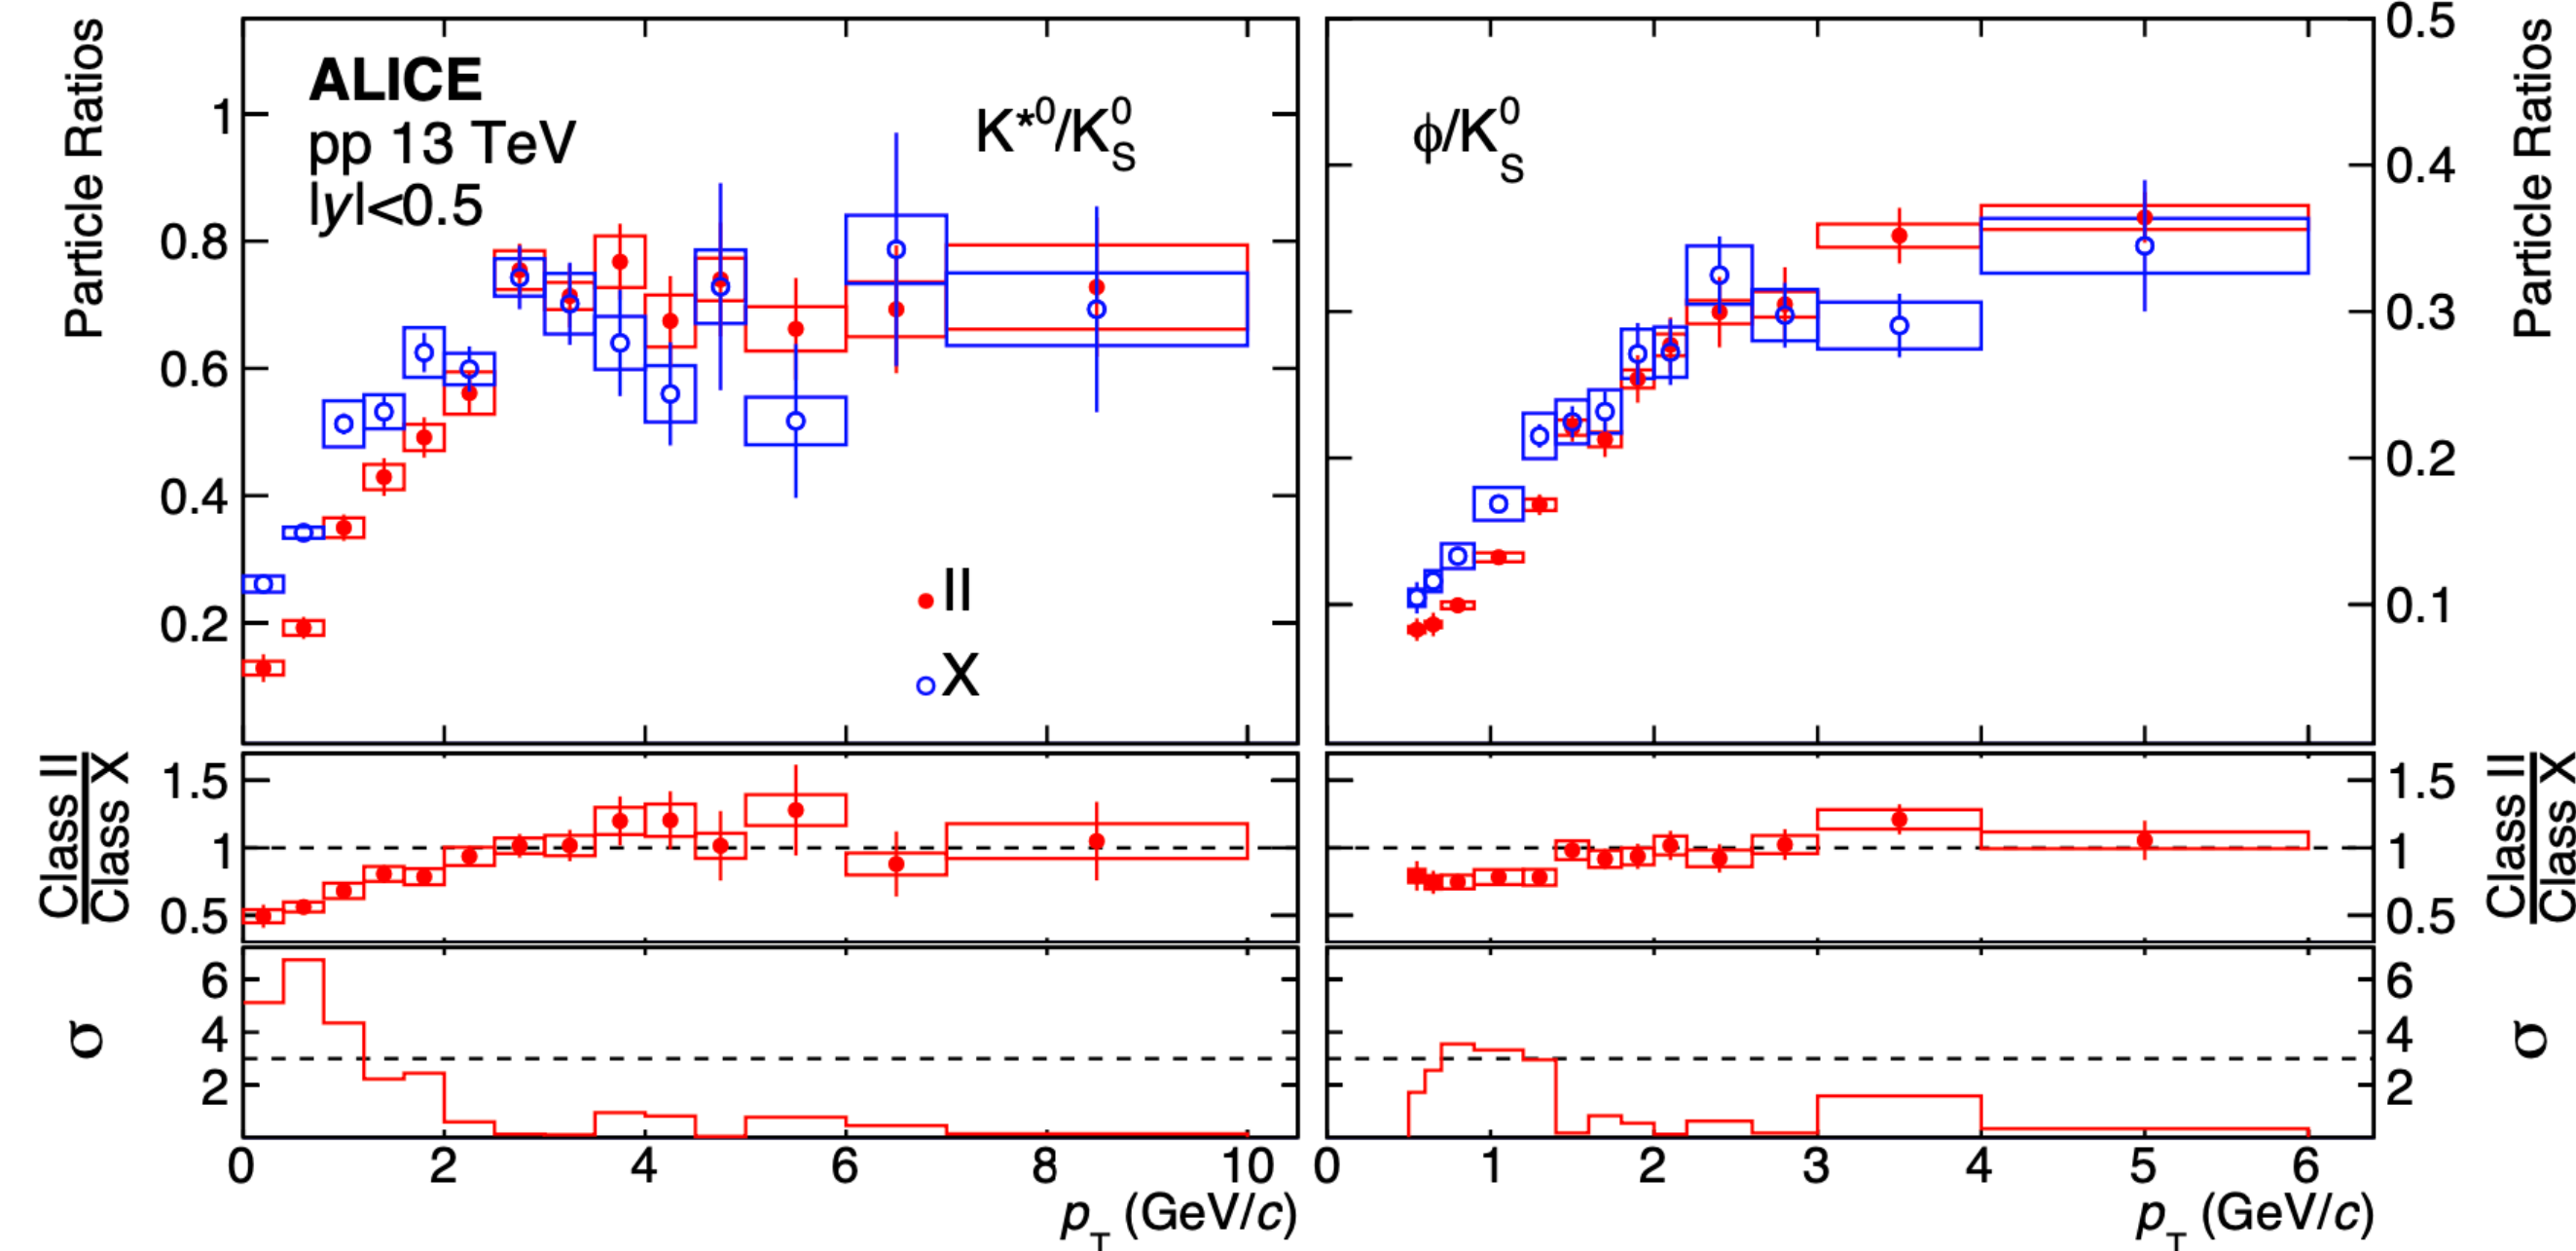 Particle Ratios
ALICE
pp 13 TeV
|y|<0.5
K*0/K0S
1
0.8
0.6
0.4
0.2
II
X
ϕ/K0S
0.5
0.4
0.3
0.2
0.1
Particle Ratios
Class II
Class X
1.5
1
0.5
1.5
1
0.5
Class II
Class X
σ
6
4
2
6
4
2
σ
0 2 4 6 8 10
pT (GeV/c)
0 1 2 3 4 5 6
pT (GeV/c)